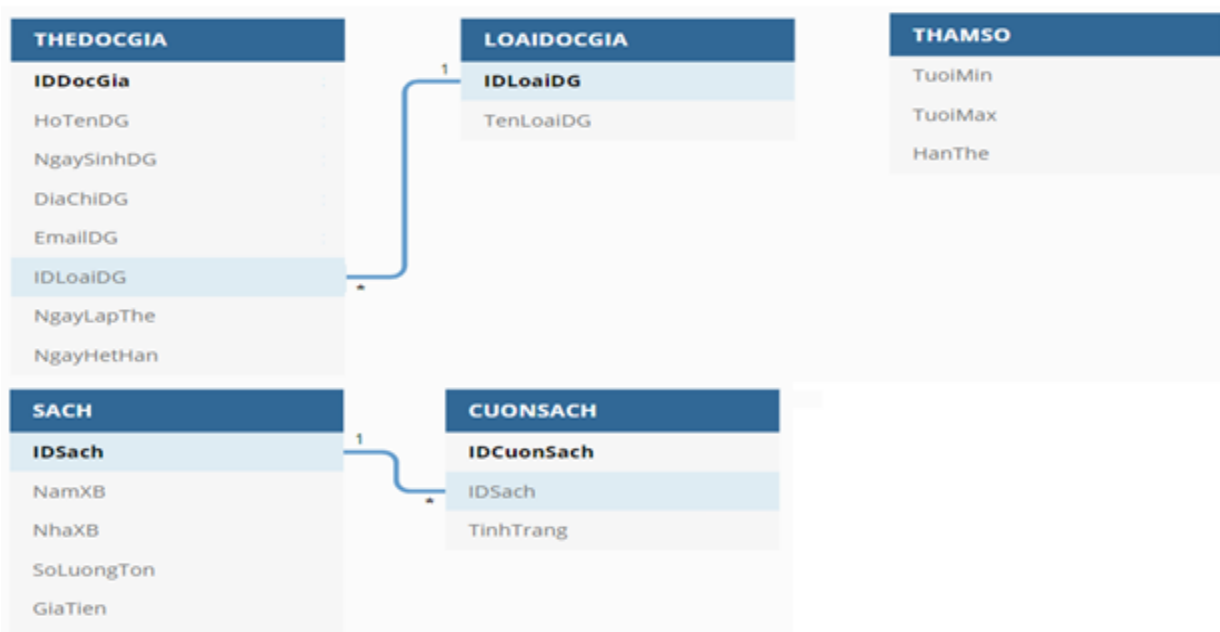 THEDOCGIA
IDDocGia
HoTenDG
NgaySinhDG
DiaChiDG
EmailDG
IDLoaiDG
NgayLapThe
NgayHetHan
1
*
LOAIDOCGIA
IDLoaiDG
TenLoaiDG
THAMSO
TuoiMin
TuoiMax
HanThe
SACH
IDSach
NamXB
NhaXB
SoLuongTon
GiaTien
1
*
CUONSACH
IDCuonSach
IDSach
TinhTrang